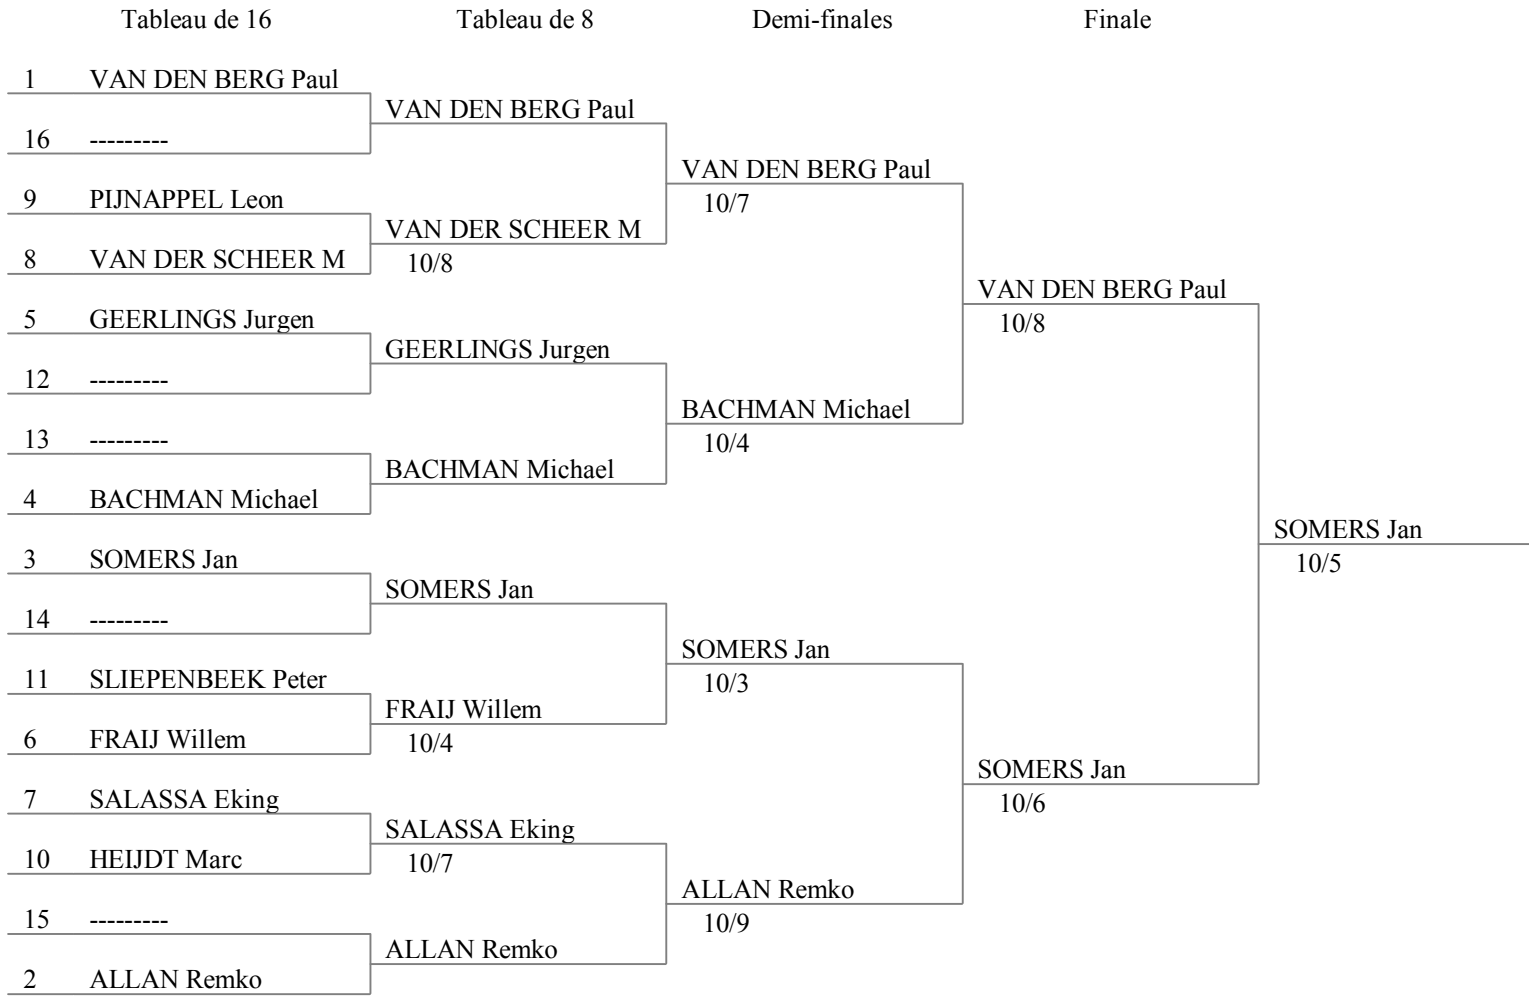 Tableau de 16 Tableau de 8 Demi-finales Finale
1 VAN DEN BERG Paul
VAN DEN BERG Paul
16 ---------
VAN DEN BERG Paul
9 PIJNAPPEL Leon
10/7
VAN DER SCHEER M
8 VAN DER SCHEER M
10/8
VAN DEN BERG Paul
5 GEERLINGS Jurgen
10/8
GEERLINGS Jurgen
12 ---------
BACHMAN Michael
13 ---------
10/4
BACHMAN Michael
4 BACHMAN Michael
SOMERS Jan
3 SOMERS Jan
10/5
SOMERS Jan
14 ---------
SOMERS Jan
11 SLIEPENBEEK Peter
10/3
FRAIJ Willem
6 FRAIJ Willem
10/4
SOMERS Jan
7 SALASSA Eking
10/6
SALASSA Eking
10 HEIJDT Marc
10/7
ALLAN Remko
15 ---------
10/9
ALLAN Remko
2 ALLAN Remko